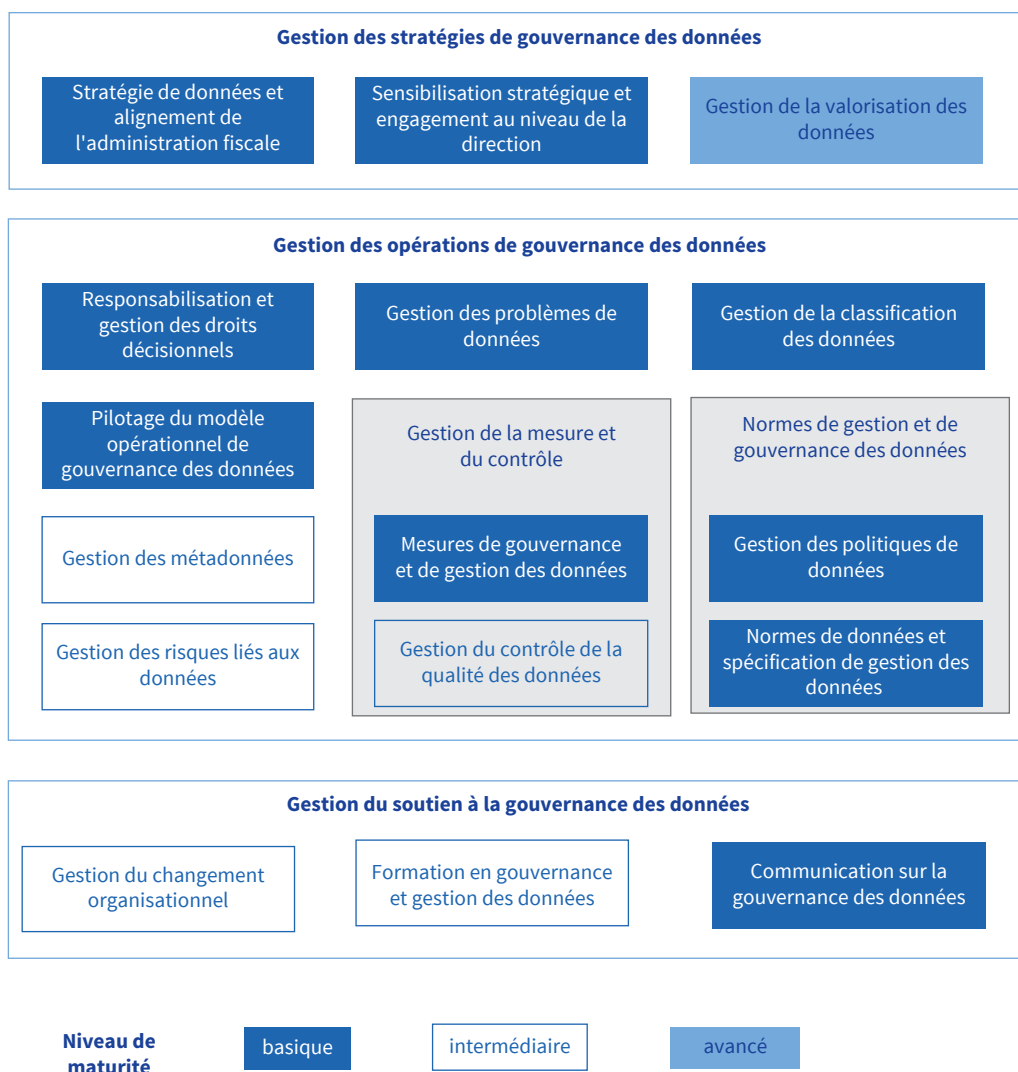 Gestion des stratégies de gouvernance des données
Stratégie de données et
alignement de
l'administration fiscale
Sensibilisation stratégique et
engagement au niveau de la
direction
Gestion de la valorisation des
données
Gestion des opérations de gouvernance des données
Responsabilisation et
gestion des droits
décisionnels
Gestion des problèmes de
données
Gestion de la classification
des données
Pilotage du modèle
opérationnel de
gouvernance des données
Gestion de la mesure et
du contrôle
Normes de gestion et de
gouvernance des données
Gestion des métadonnées
Mesures de gouvernance
et de gestion des données
Gestion des politiques de
données
Gestion des risques liés aux
données
Gestion du contrôle de la
qualité des données
Normes de données et
spécification de gestion des
données
Gestion du soutien à la gouvernance des données
Gestion du changement
organisationnel
Formation en gouvernance
et gestion des données
Communication sur la
gouvernance des données
Niveau de
maturité
basique
intermédiaire
avancé